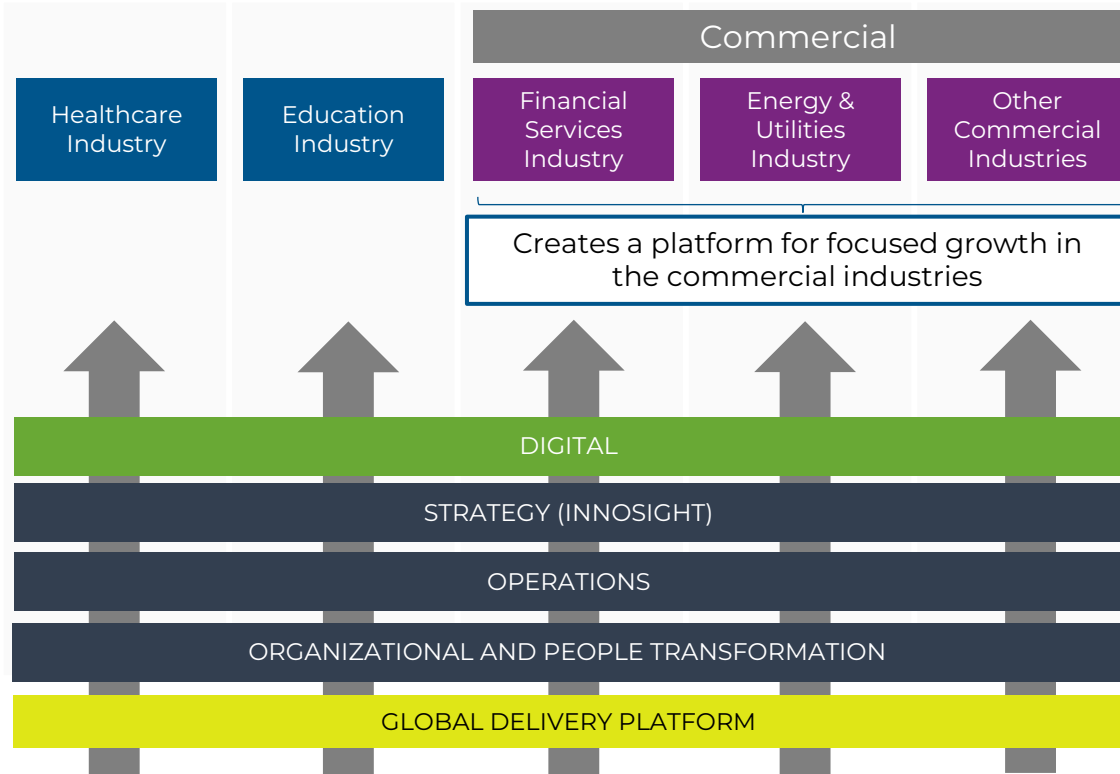 Commercial
Healthcare
Industry
Education
Industry
Financial
Services
Industry
Energy &
Utilities
Industry
Other
Commercial
Industries
Creates a platform for focused growth in
the commercial industries
DIGITAL
STRATEGY (INNOSIGHT)
OPERATIONS
ORGANIZATIONAL AND PEOPLE TRANSFORMATION
GLOBAL DELIVERY PLATFORM